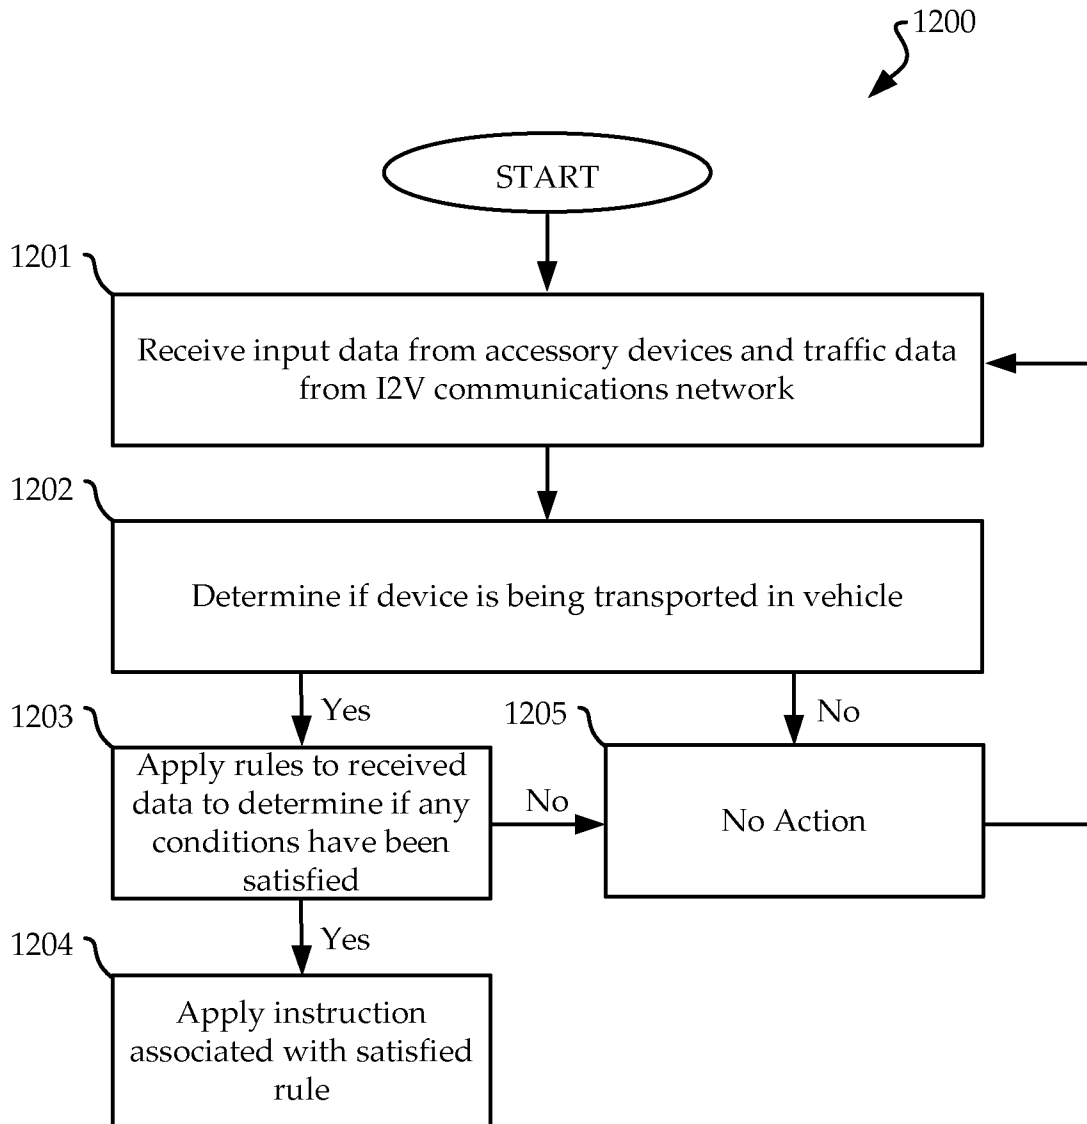 1200
START
1201
Receive input data from accessory devices and traffic data
from I2V communications network
1202
Determine if device is being transported in vehicle
Yes
No
1203
Apply rules to received
data to determine if any
conditions have been
satisfied
No
1205
No Action
Yes
1204
Apply instruction
associated with satisfied
rule